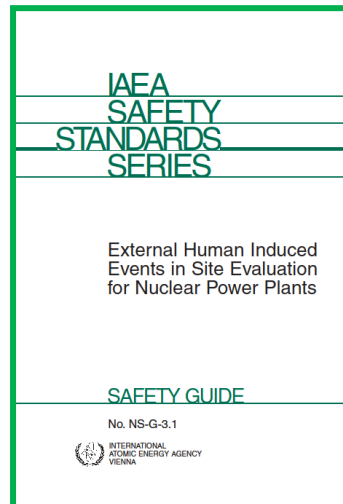 IAEA
SAFETY
STANDARDS
SERIES
External Human Induced
Events in Site Evaluation
for Nuclear Power Plants
SAFETY GUIDE
No. NS-G-3.1
INTERNATIONAL
ATOMIC ENERGY AGENCY
VIENNA